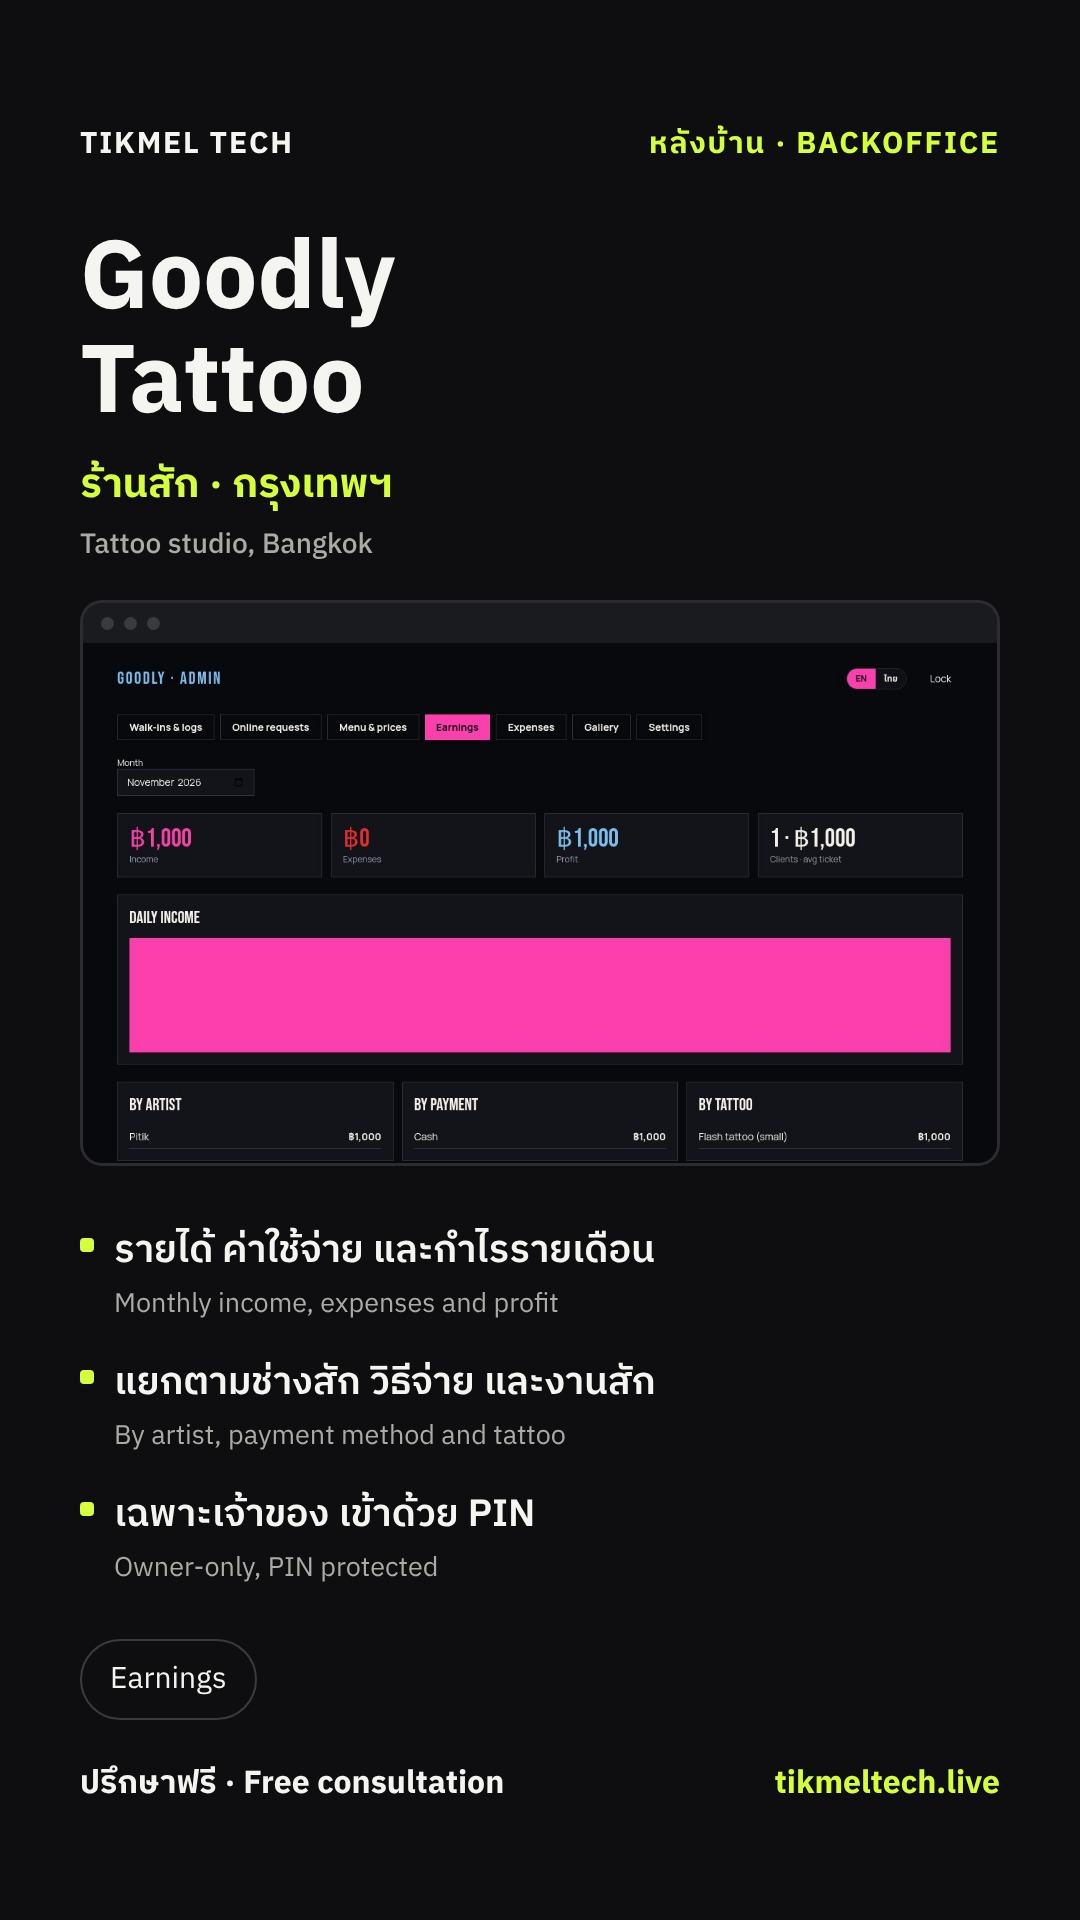 TIKMEL TECH
หลังบ้าน · BACKOFFICE
Goodly
Tattoo
ร้านสัก · กรุงเทพฯ
Tattoo studio, Bangkok
GOODLY · ADMIN
EN ไทย Lock
Walk-ins & logs Online requests Menu & prices Earnings Expenses Gallery Settings
Month
November 2026
฿1,000 ฿0 ฿1,000 1 · ฿1,000
Income Expenses Profit Clients · avg ticket
DAILY INCOME
BY ARTIST BY PAYMENT BY TATTOO
Pitik ฿1,000 Cash ฿1,000 Flash tattoo (small) ฿1,000
รายได้ ค่าใช้จ่าย และกำไรรายเดือน
Monthly income, expenses and profit
แยกตามช่างสัก วิธีจ่าย และงานสัก
By artist, payment method and tattoo
เฉพาะเจ้าของ เข้าด้วย PIN
Owner-only, PIN protected
Earnings
ปรึกษาฟรี · Free consultation
tikmeltech.live